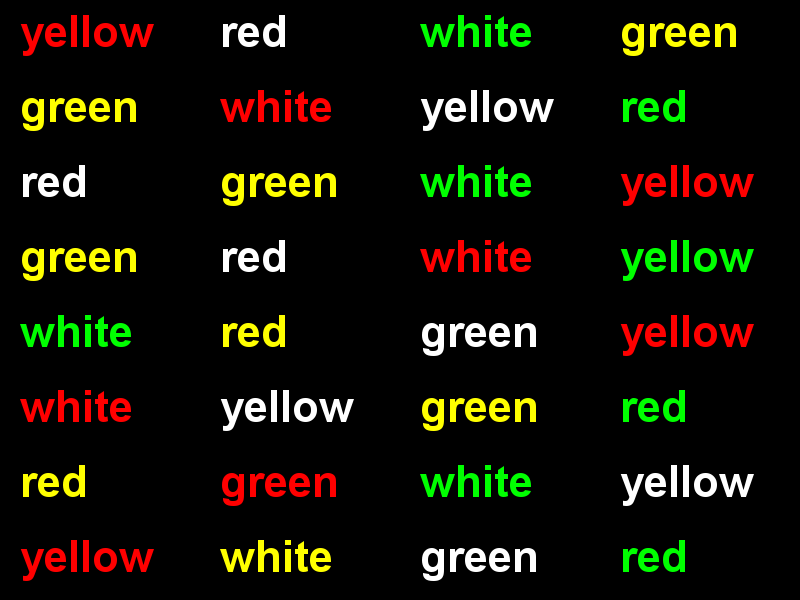 yellow red white green
green white yellow red
red green white yellow
green red white yellow
white red green yellow
white yellow green red
red green white yellow
yellow white green red